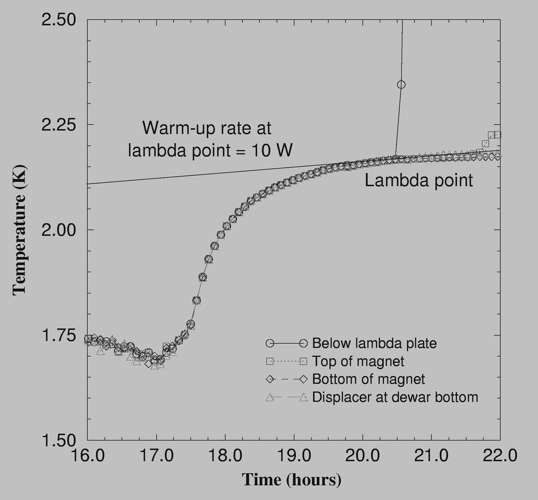 2.50
2.25
2.00
1.75
1.50
Temperature (K)
Warm-up rate at
lambda point = 10 W
Lambda point
Below lambda plate
Top of magnet
Bottom of magnet
Displacer at dewar bottom
16.0 17.0 18.0 19.0 20.0 21.0 22.0
Time (hours)